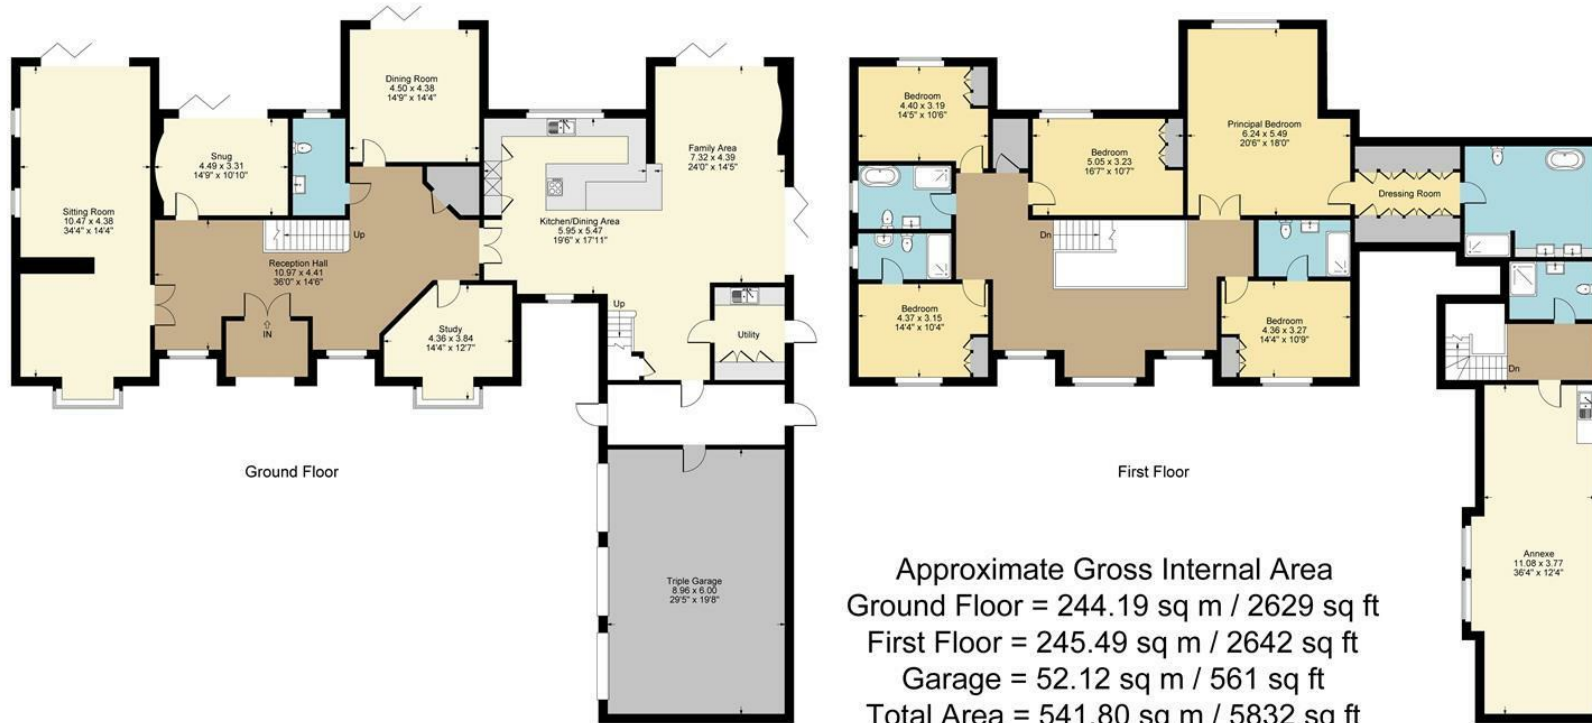 Dining Room
4.50 x 4.38
14'9" x 14'4"
Snug
4.49 x 3.31
14'9" x 10'10"
Family Area
7.32 x 4.39
24'0" x 14'5"
Sitting Room
10.47 x 4.38
34'4" x 14'4"
Kitchen/Dining Area
5.95 x 5.47
19'6" x 17'11"
Up
Reception Hall
10.97 x 4.41
36'0" x 14'6"
IN
Study
4.36 x 3.84
14'4" x 12'7"
Up
Utility
Ground Floor
Triple Garage
8.96 x 6.00
29'5" x 19'8"
Bedroom
4.40 x 3.19
14'5" x 10'6"
Bedroom
5.05 x 3.23
16'7" x 10'7"
Principal Bedroom
6.24 x 5.49
20'6" x 18'0"
Dressing Room
Dn
Bedroom
4.37 x 3.15
14'4" x 10'4"
Bedroom
4.36 x 3.27
14'4" x 10'9"
Dn
First Floor
Annexe
11.08 x 3.77
36'4" x 12'4"
Approximate Gross Internal Area
Ground Floor = 244.19 sq m / 2629 sq ft
First Floor = 245.49 sq m / 2642 sq ft
Garage = 52.12 sq m / 561 sq ft
Total Area = 541.80 sq m / 5832 sq ft